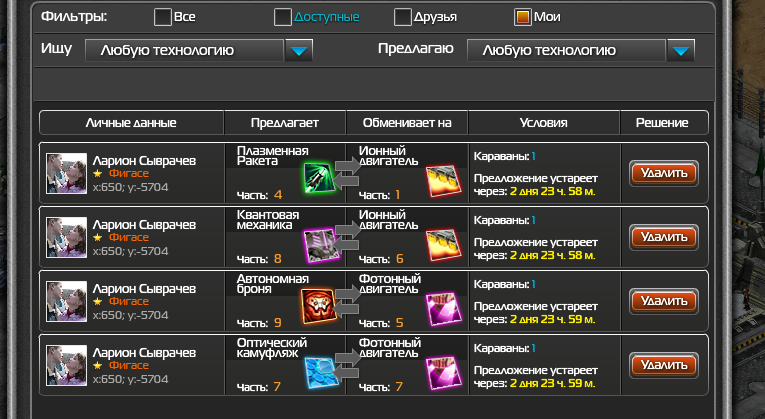 Фильтры: Все Доступные Друзья Мои
Ищу Любую технологию Предлагаю Любую технологию
Личные данные Предлагает Обменивает на Условия Решение
Ларион Сыврачев
Фигасе
x:650; y:-5704
Плазменная
Ракета
Часть: 4
Ионный
двигатель
Часть: 1
Караваны: 1
Предложение устареет
через: 2 дня 23 ч. 58 м.
Удалить
Ларион Сыврачев
Фигасе
x:650; y:-5704
Квантовая
механика
Часть: 8
Ионный
двигатель
Часть: 6
Караваны: 1
Предложение устареет
через: 2 дня 23 ч. 58 м.
Удалить
Ларион Сыврачев
Фигасе
x:650; y:-5704
Автономная
броня
Часть: 9
Фотонный
двигатель
Часть: 5
Караваны: 1
Предложение устареет
через: 2 дня 23 ч. 59 м.
Удалить
Ларион Сыврачев
Фигасе
x:650; y:-5704
Оптический
камуфляж
Часть: 7
Фотонный
двигатель
Часть: 7
Караваны: 1
Предложение устареет
через: 2 дня 23 ч. 59 м.
Удалить